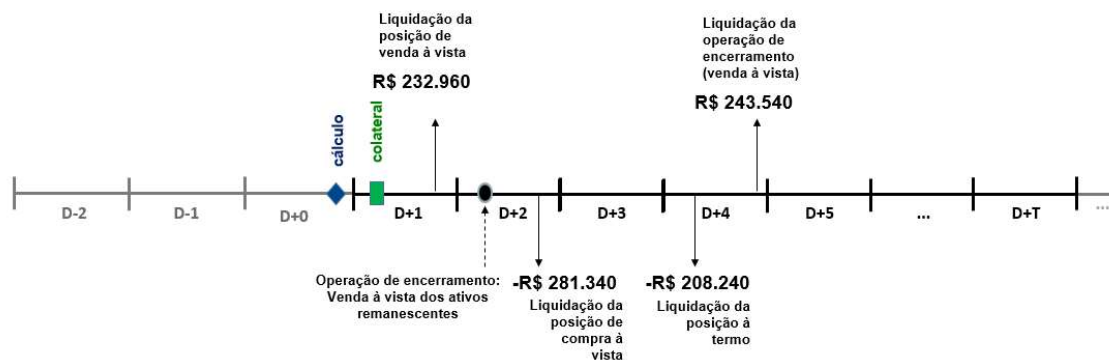 Liquidação da
posição de
venda à vista
R$ 232.960
Liquidação da
operação de
encerramento
(venda à vista)
R$ 243.540
cálculo
colateral
D-2
D-1
D+0
D+1
D+2
D+3
D+4
D+5
...
D+T
...
Operação de encerramento:
Venda à vista dos ativos
remanescentes
-R$ 281.340
Liquidação da
posição de
compra à
vista
-R$ 208.240
Liquidação da
posição à
termo